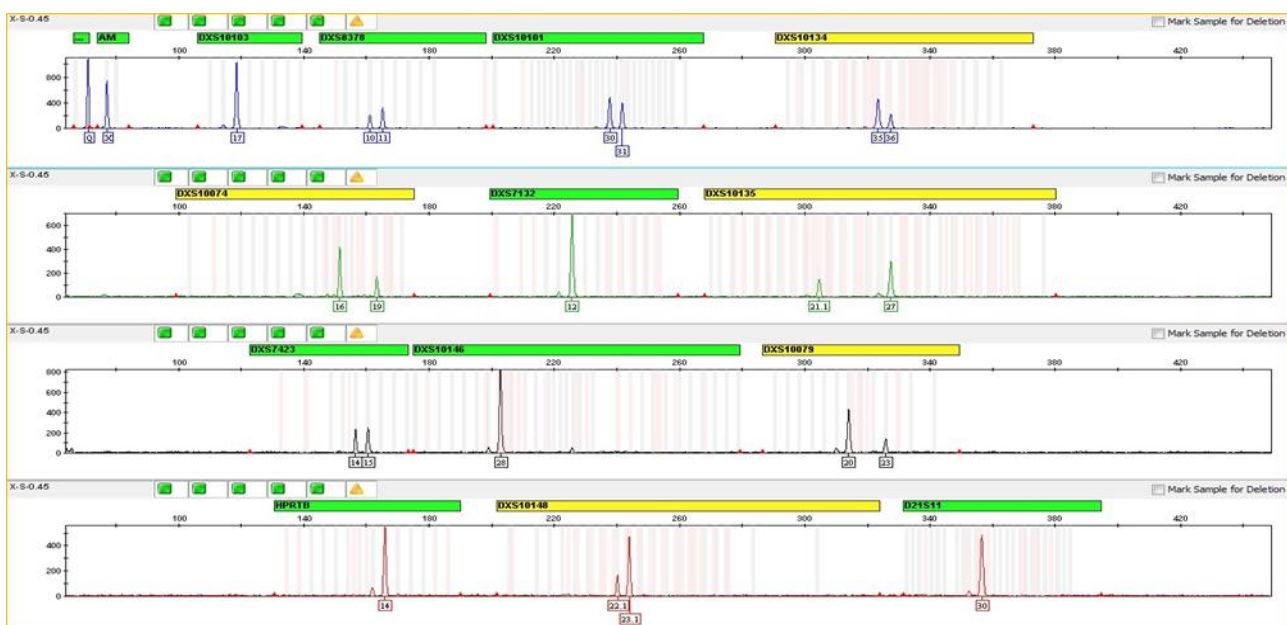 X-S-0.45 Mark Sample for Deletion
... AM DXS10103 DXS8378 DXS10101 DXS10134
100 140 180 220 260 300 340 380 420
800
400
0
Q 17 10 11 30 35 36
31
X-S-0.45 Mark Sample for Deletion
DXS10074 DXS7132 DXS10135
100 140 180 220 260 300 340 380 420
600
400
200
0
16 19 12 21.1 27
X-S-0.45 Mark Sample for Deletion
DXS7423 DXS10146 DXS10079
100 140 180 220 260 300 340 380 420
800
600
400
200
0
14 15 28 20 23
X-S-0.45 Mark Sample for Deletion
HPRTB DXS10148 D21S11
100 140 180 220 260 300 340 380 420
400
200
0
14 22.1 30
23.1